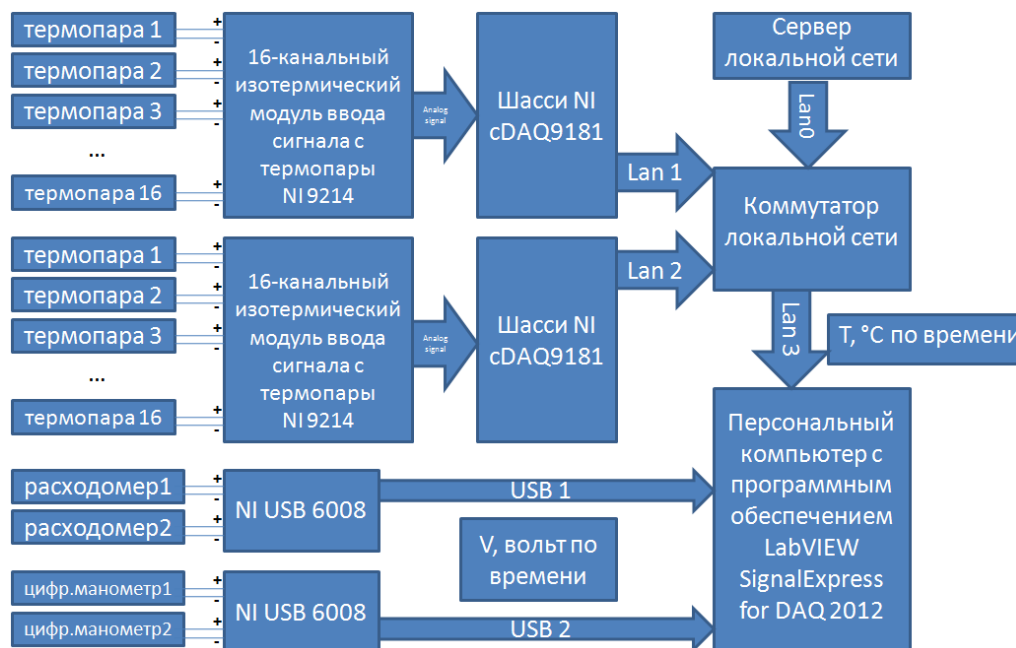 термопара 1
+
-
термопара 2
+
-
термопара 3
+
-
...
термопара 16
+
-
16-канальный
изотермический
модуль ввода
сигнала с
термопары
NI 9214
Analog
signal
Шасси NI
cDAQ9181
Lan 1
Сервер
локальной сети
Lan0
Коммутатор
локальной сети
термопара 1
+
-
термопара 2
+
-
термопара 3
+
-
...
термопара 16
+
-
16-канальный
изотермический
модуль ввода
сигнала с
термопары
NI 9214
Analog
signal
Шасси NI
cDAQ9181
Lan 2
Lan 3
T, °C по времени
расходомер1
+
-
расходомер2
+
-
NI USB 6008
USB 1
V, вольт по
времени
цифр.манометр1
+
-
цифр.манометр2
+
-
NI USB 6008
USB 2
Персональный
компьютер с
программным
обеспечением
LabVIEW
SignalExpress
for DAQ 2012